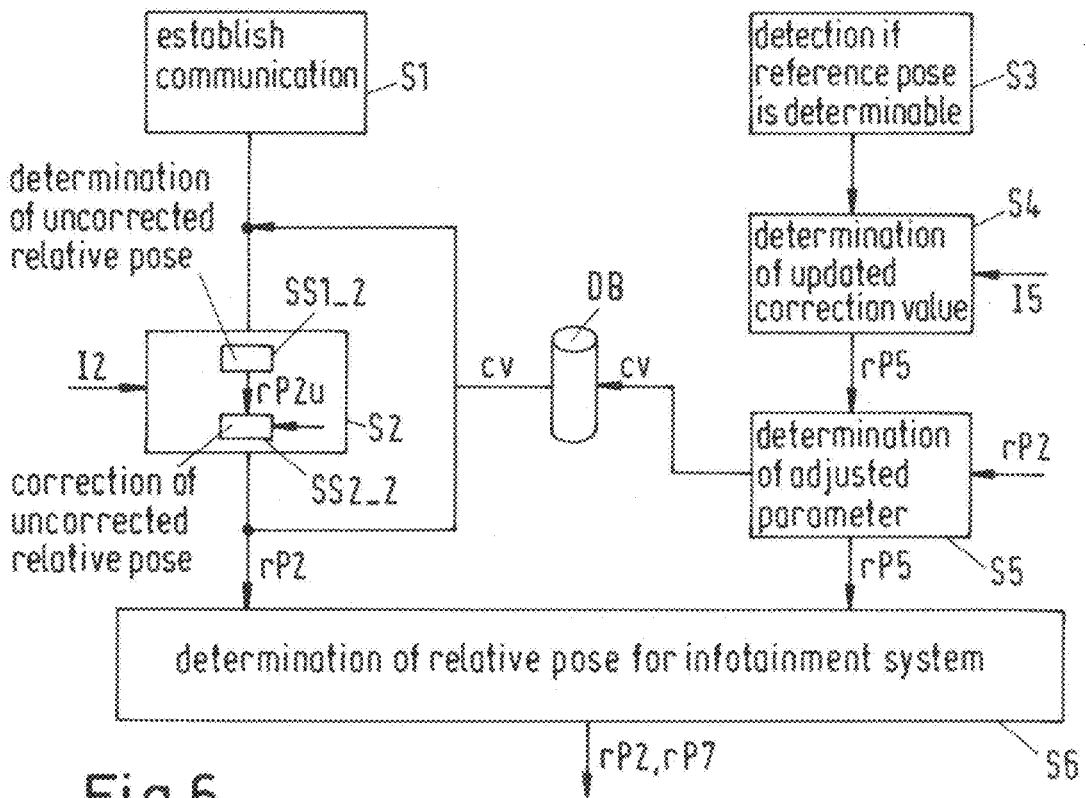 establish
communication
S1
detection if
reference pose
is determinable
S3
determination
of uncorrected
relative pose
SS1_2
I2
rP2u
S2
correction of
uncorrected
relative pose
SS2_2
rP2
cv
DB
cv
S4
determination
of updated
correction value
I5
rP5
determination
of adjusted
parameter
rP2
S5
rP5
determination of relative pose for infotainment system
S6
rP2,rP7
Fig.6